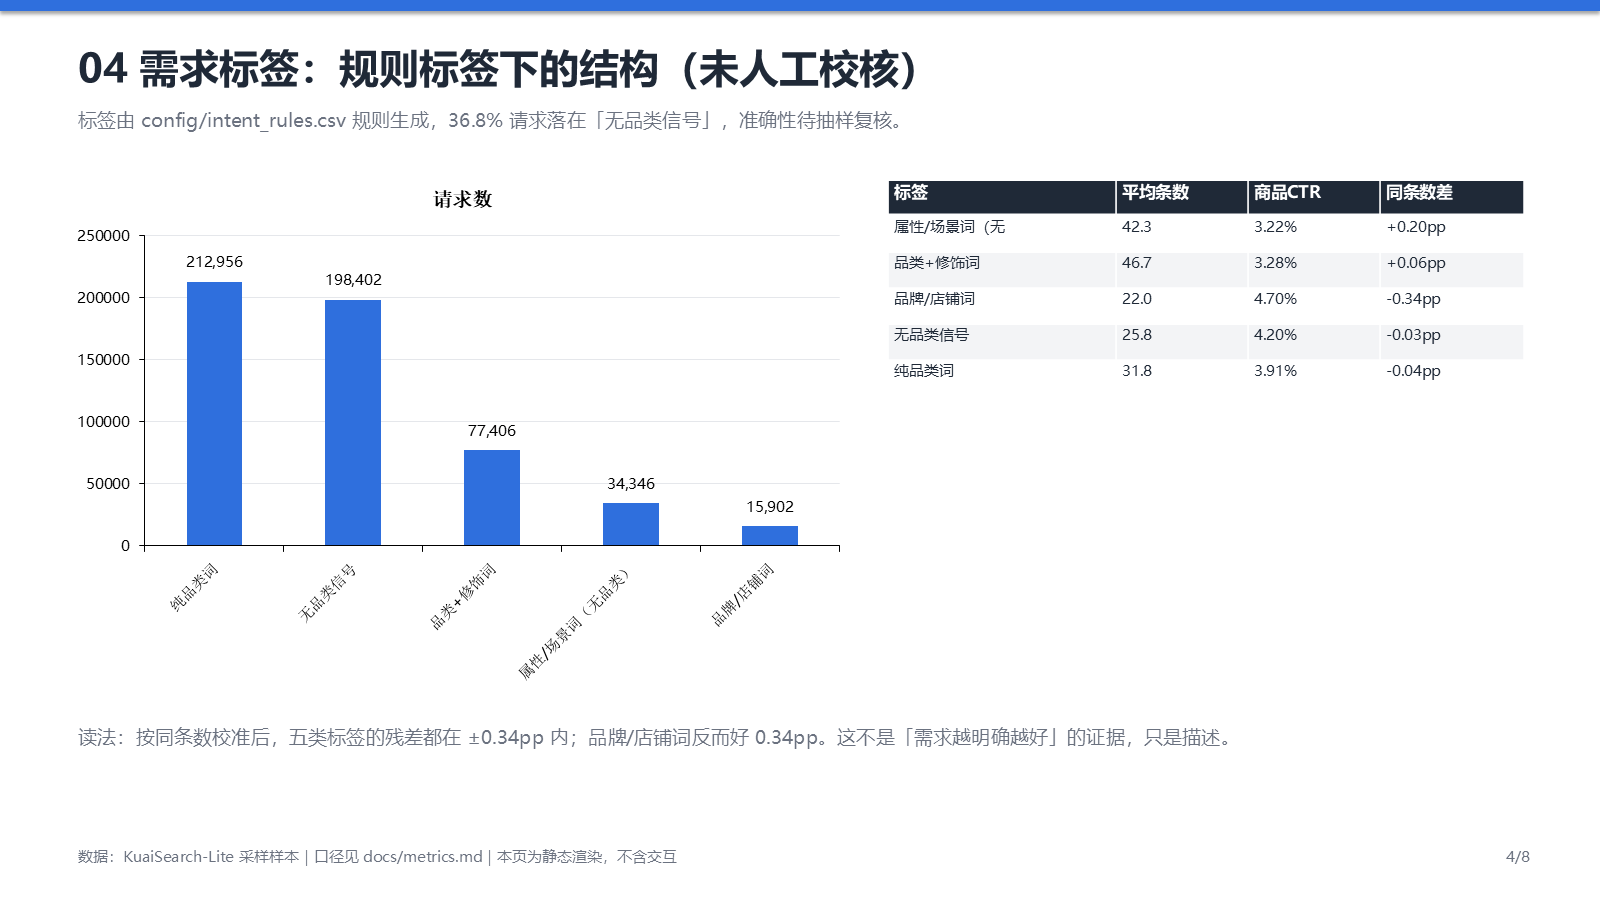 04 需求标签：规则标签下的结构（未人工校核）
标签由 config/intent_rules.csv 规则生成，36.8% 请求落在「无品类信号」，准确性待抽样复核。
请求数
250000
200000
150000
100000
50000
0
212,956
198,402
77,406
34,346
15,902
纯品类词
无品类信号
品类+修饰词
属性/场景词（无品类）
品牌/店铺词
标签 平均条数 商品CTR 同条数差
属性/场景词（无 42.3 3.22% +0.20pp
品类+修饰词 46.7 3.28% +0.06pp
品牌/店铺词 22.0 4.70% -0.34pp
无品类信号 25.8 4.20% -0.03pp
纯品类词 31.8 3.91% -0.04pp
读法：按同条数校准后，五类标签的残差都在 ±0.34pp 内；品牌/店铺词反而好 0.34pp。这不是「需求越明确越好」的证据，只是描述。
数据：KuaiSearch-Lite 采样样本 | 口径见 docs/metrics.md | 本页为静态渲染，不含交互
4/8